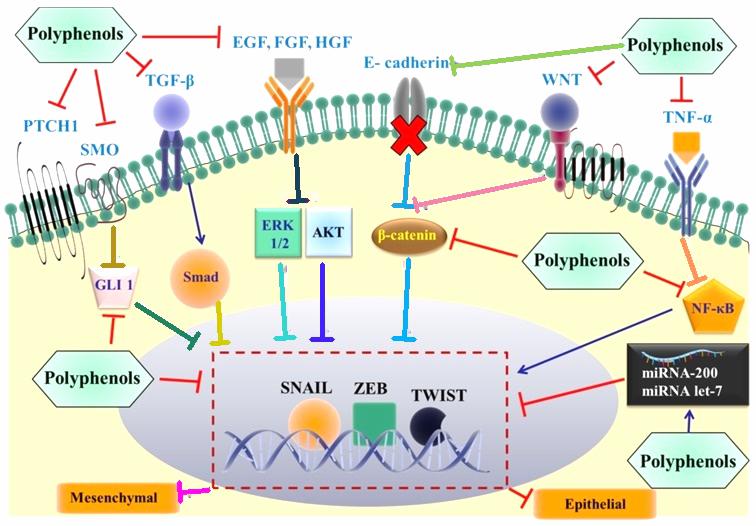 Polyphenols
EGF, FGF, HGF
E- cadherin
Polyphenols
TGF-β
WNT
PTCH1
TNF-α
SMO
ERK
1/2
AKT
β-catenin
Polyphenols
GLI 1
Smad
NF-κB
Polyphenols
SNAIL
ZEB
TWIST
miRNA-200
miRNA let-7
Polyphenols
Mesenchymal
Epithelial